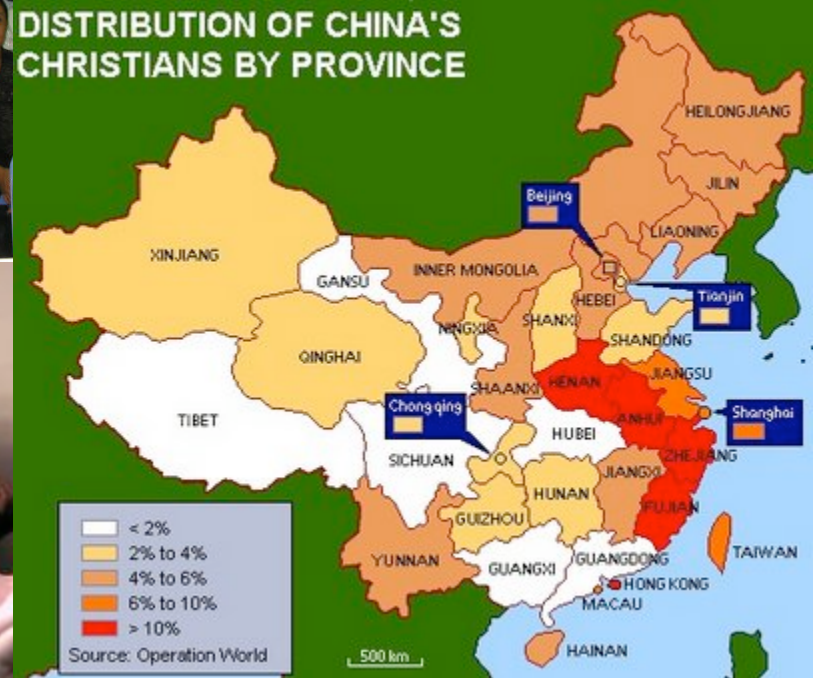 DISTRIBUTION OF CHINA'S
CHRISTIANS BY PROVINCE
HEILONGJIANG
JILIN
Beijing
LIAONING
XINJIANG
GANSU
INNER MONGOLIA
HEBEI
Tianjin
NINGXIA
SHANXI
SHANDONG
QINGHAI
SHAANXI
HENAN
JIANGSU
Chongqing
ANHUI
Shanghai
TIBET
SICHUAN
HUBEI
ZHEJIANG
JIANGXI
HUNAN
FUJIAN
GUIZHOU
TAIWAN
YUNNAN
GUANGXI
GUANGDONG
HONG KONG
MACAU
HAINAN
< 2%
2% to 4%
4% to 6%
6% to 10%
> 10%
Source: Operation World
500 km